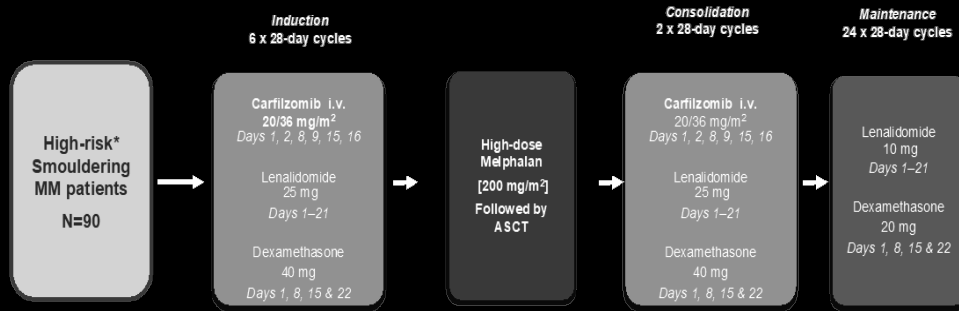 Induction
6 x 28-day cycles
Consolidation
2 x 28-day cycles
Maintenance
24 x 28-day cycles
High-risk*
Smouldering
MM patients
N=90
Carfilzomib i.v.
20/36 mg/m²
Days 1, 2, 8, 9, 15, 16
Lenalidomide
25 mg
Days 1–21
Dexamethasone
40 mg
Days 1, 8, 15 & 22
High-dose
Melphalan
[200 mg/m²]
Followed by
ASCT
Carfilzomib i.v.
20/36 mg/m²
Days 1, 2, 8, 9, 15, 16
Lenalidomide
25 mg
Days 1–21
Dexamethasone
40 mg
Days 1, 8, 15 & 22
Lenalidomide
10 mg
Days 1–21
Dexamethasone
20 mg
Days 1, 8, 15 & 22